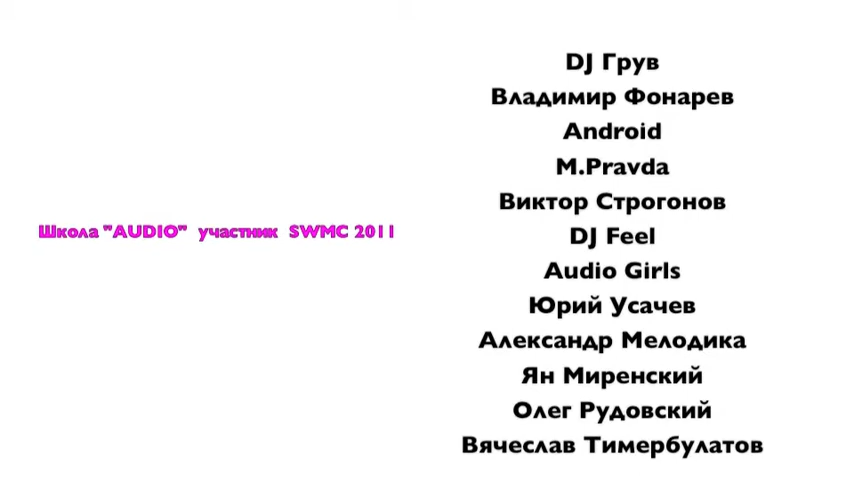 Школа "AUDIO" участник SWMC 2011
DJ Грув
Владимир Фонарев
Android
M.Pravda
Виктор Строгонов
DJ Feel
Audio Girls
Юрий Усачев
Александр Мелодика
Ян Миренский
Олег Рудовский
Вячеслав Тимербулатов